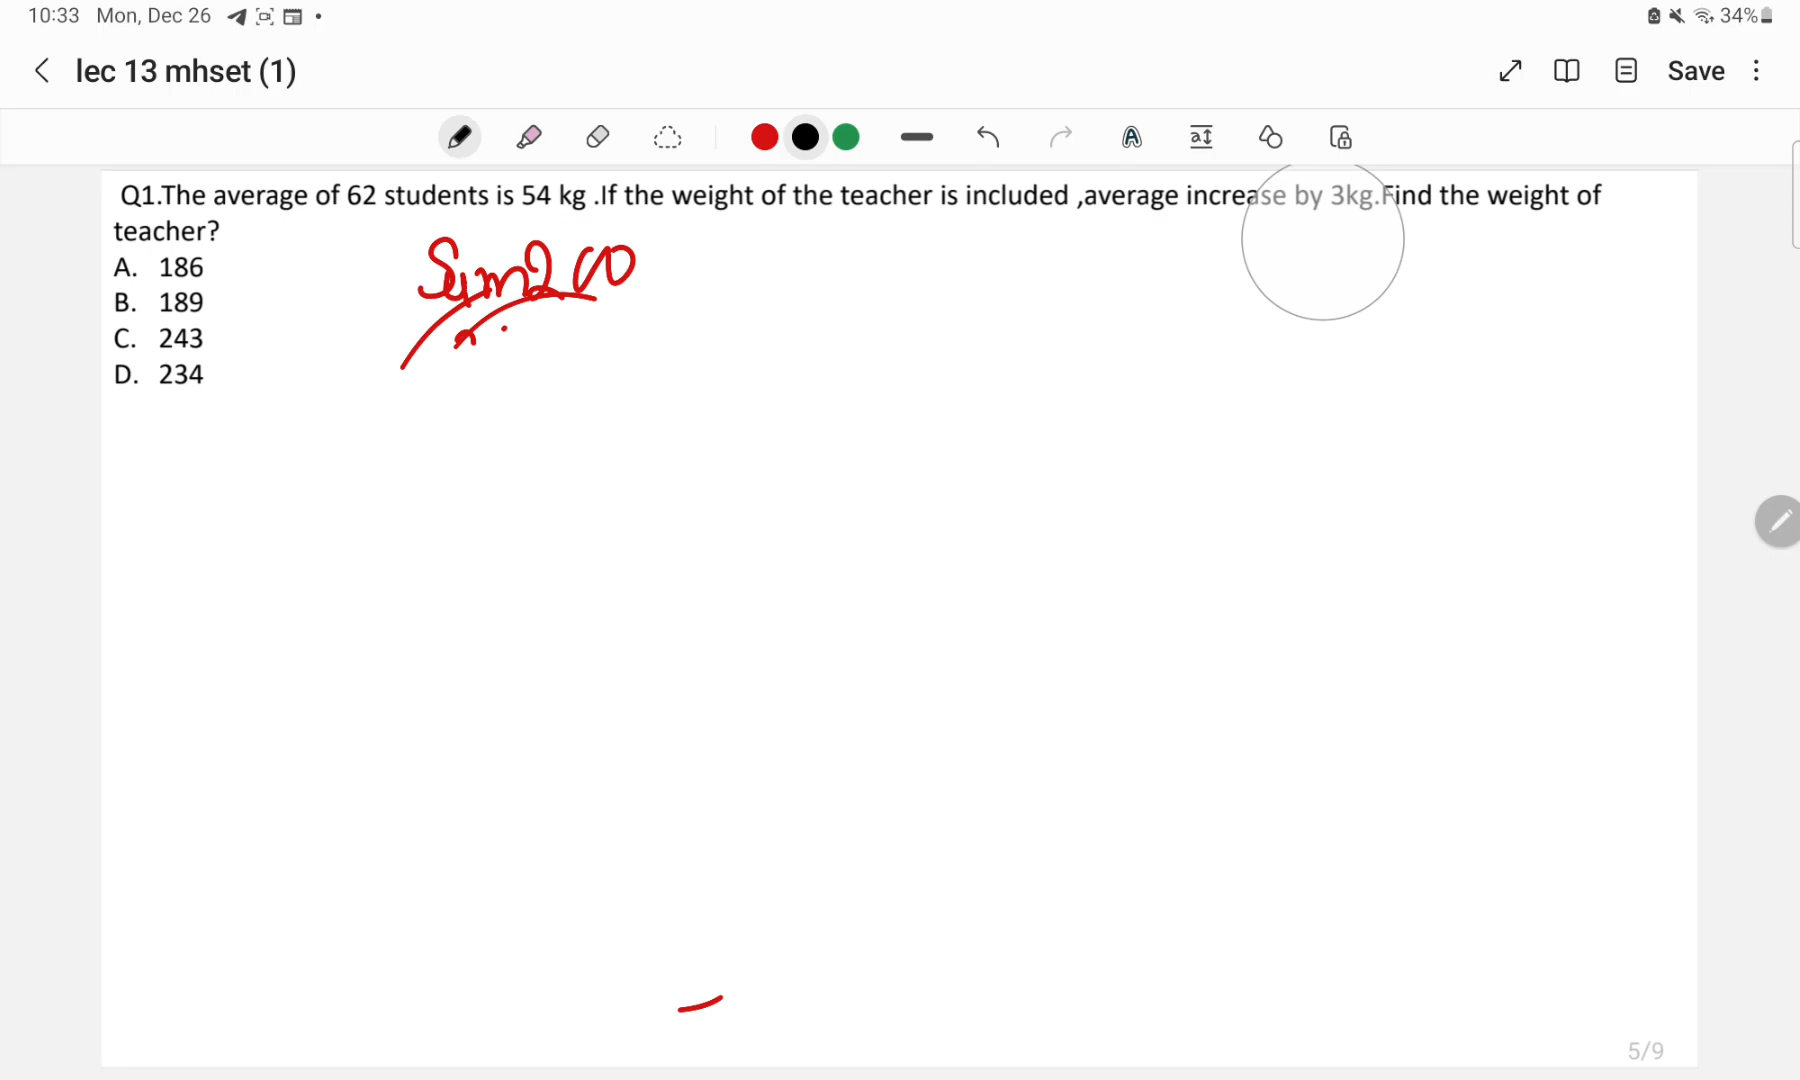 10:33 Mon, Dec 26 34%
lec 13 mhset (1) Save
Q1.The average of 62 students is 54 kg .If the weight of the teacher is included ,average increase by 3kg.Find the weight of
teacher?
A. 186
B. 189
C. 243
D. 234
5/9